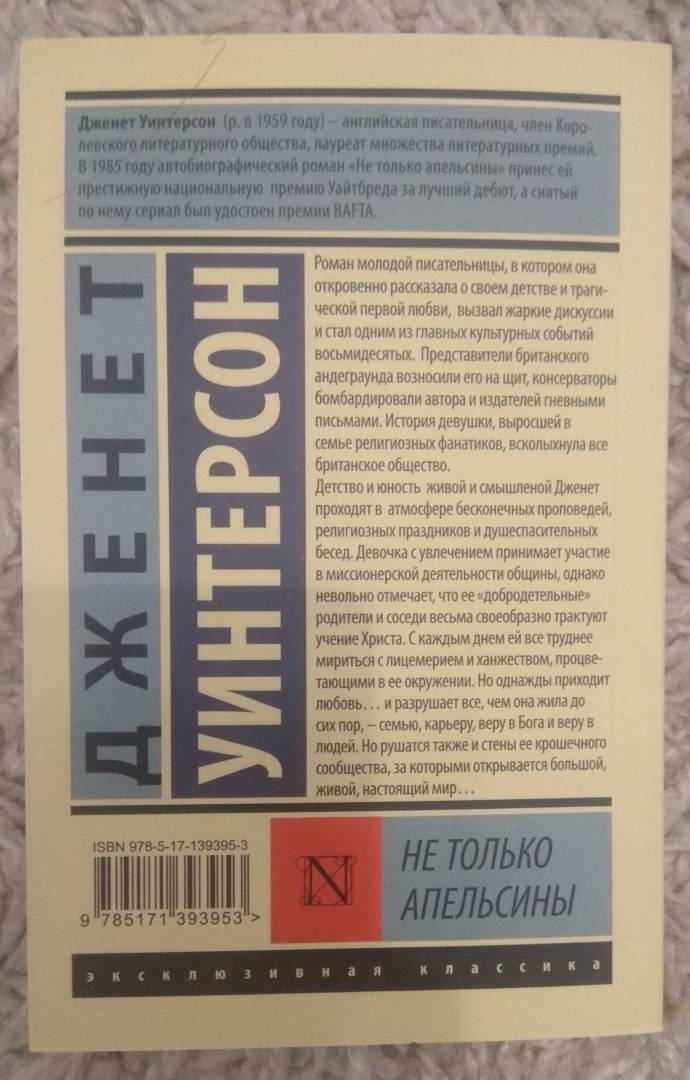 Дженет Уинтерсон (р. в 1959 году) – английская писательница, член Коро-
левского литературного общества, лауреат множества литературных премий.
В 1985 году автобиографический роман «Не только апельсины» принес ей
престижную национальную премию Уайтбреда за лучший дебют, а снятый
по нему сериал был удостоен премии BAFTA.
ДЖЕНЕТ
УИНТЕРСОН
Роман молодой писательницы, в котором она
откровенно рассказала о своем детстве и траги-
ческой первой любви, вызвал жаркие дискуссии
и стал одним из главных культурных событий
восьмидесятых. Представители британского
андеграунда возносили его на щит, консерваторы
бомбардировали автора и издателей гневными
письмами. История девушки, выросшей в
семье религиозных фанатиков, всколыхнула все
британское общество.
Детство и юность живой и смышленой Дженет
проходят в атмосфере бесконечных проповедей,
религиозных праздников и душеспасительных
бесед. Девочка с увлечением принимает участие
в миссионерской деятельности общины, однако
невольно отмечает, что ее «добродетельные»
родители и соседи весьма своеобразно трактуют
учение Христа. С каждым днем ей все труднее
мириться с лицемерием и ханжеством, процве-
тающими в ее окружении. Но однажды приходит
любовь… и разрушает все, чем она жила до
сих пор, – семью, карьеру, веру в Бога и веру в
людей. Но рушатся также и стены ее крошечного
сообщества, за которыми открывается большой,
живой, настоящий мир…
ISBN 978-5-17-139395-3
9 785171 393953 >
N
НЕ ТОЛЬКО
АПЕЛЬСИНЫ
эксклюзивная классика